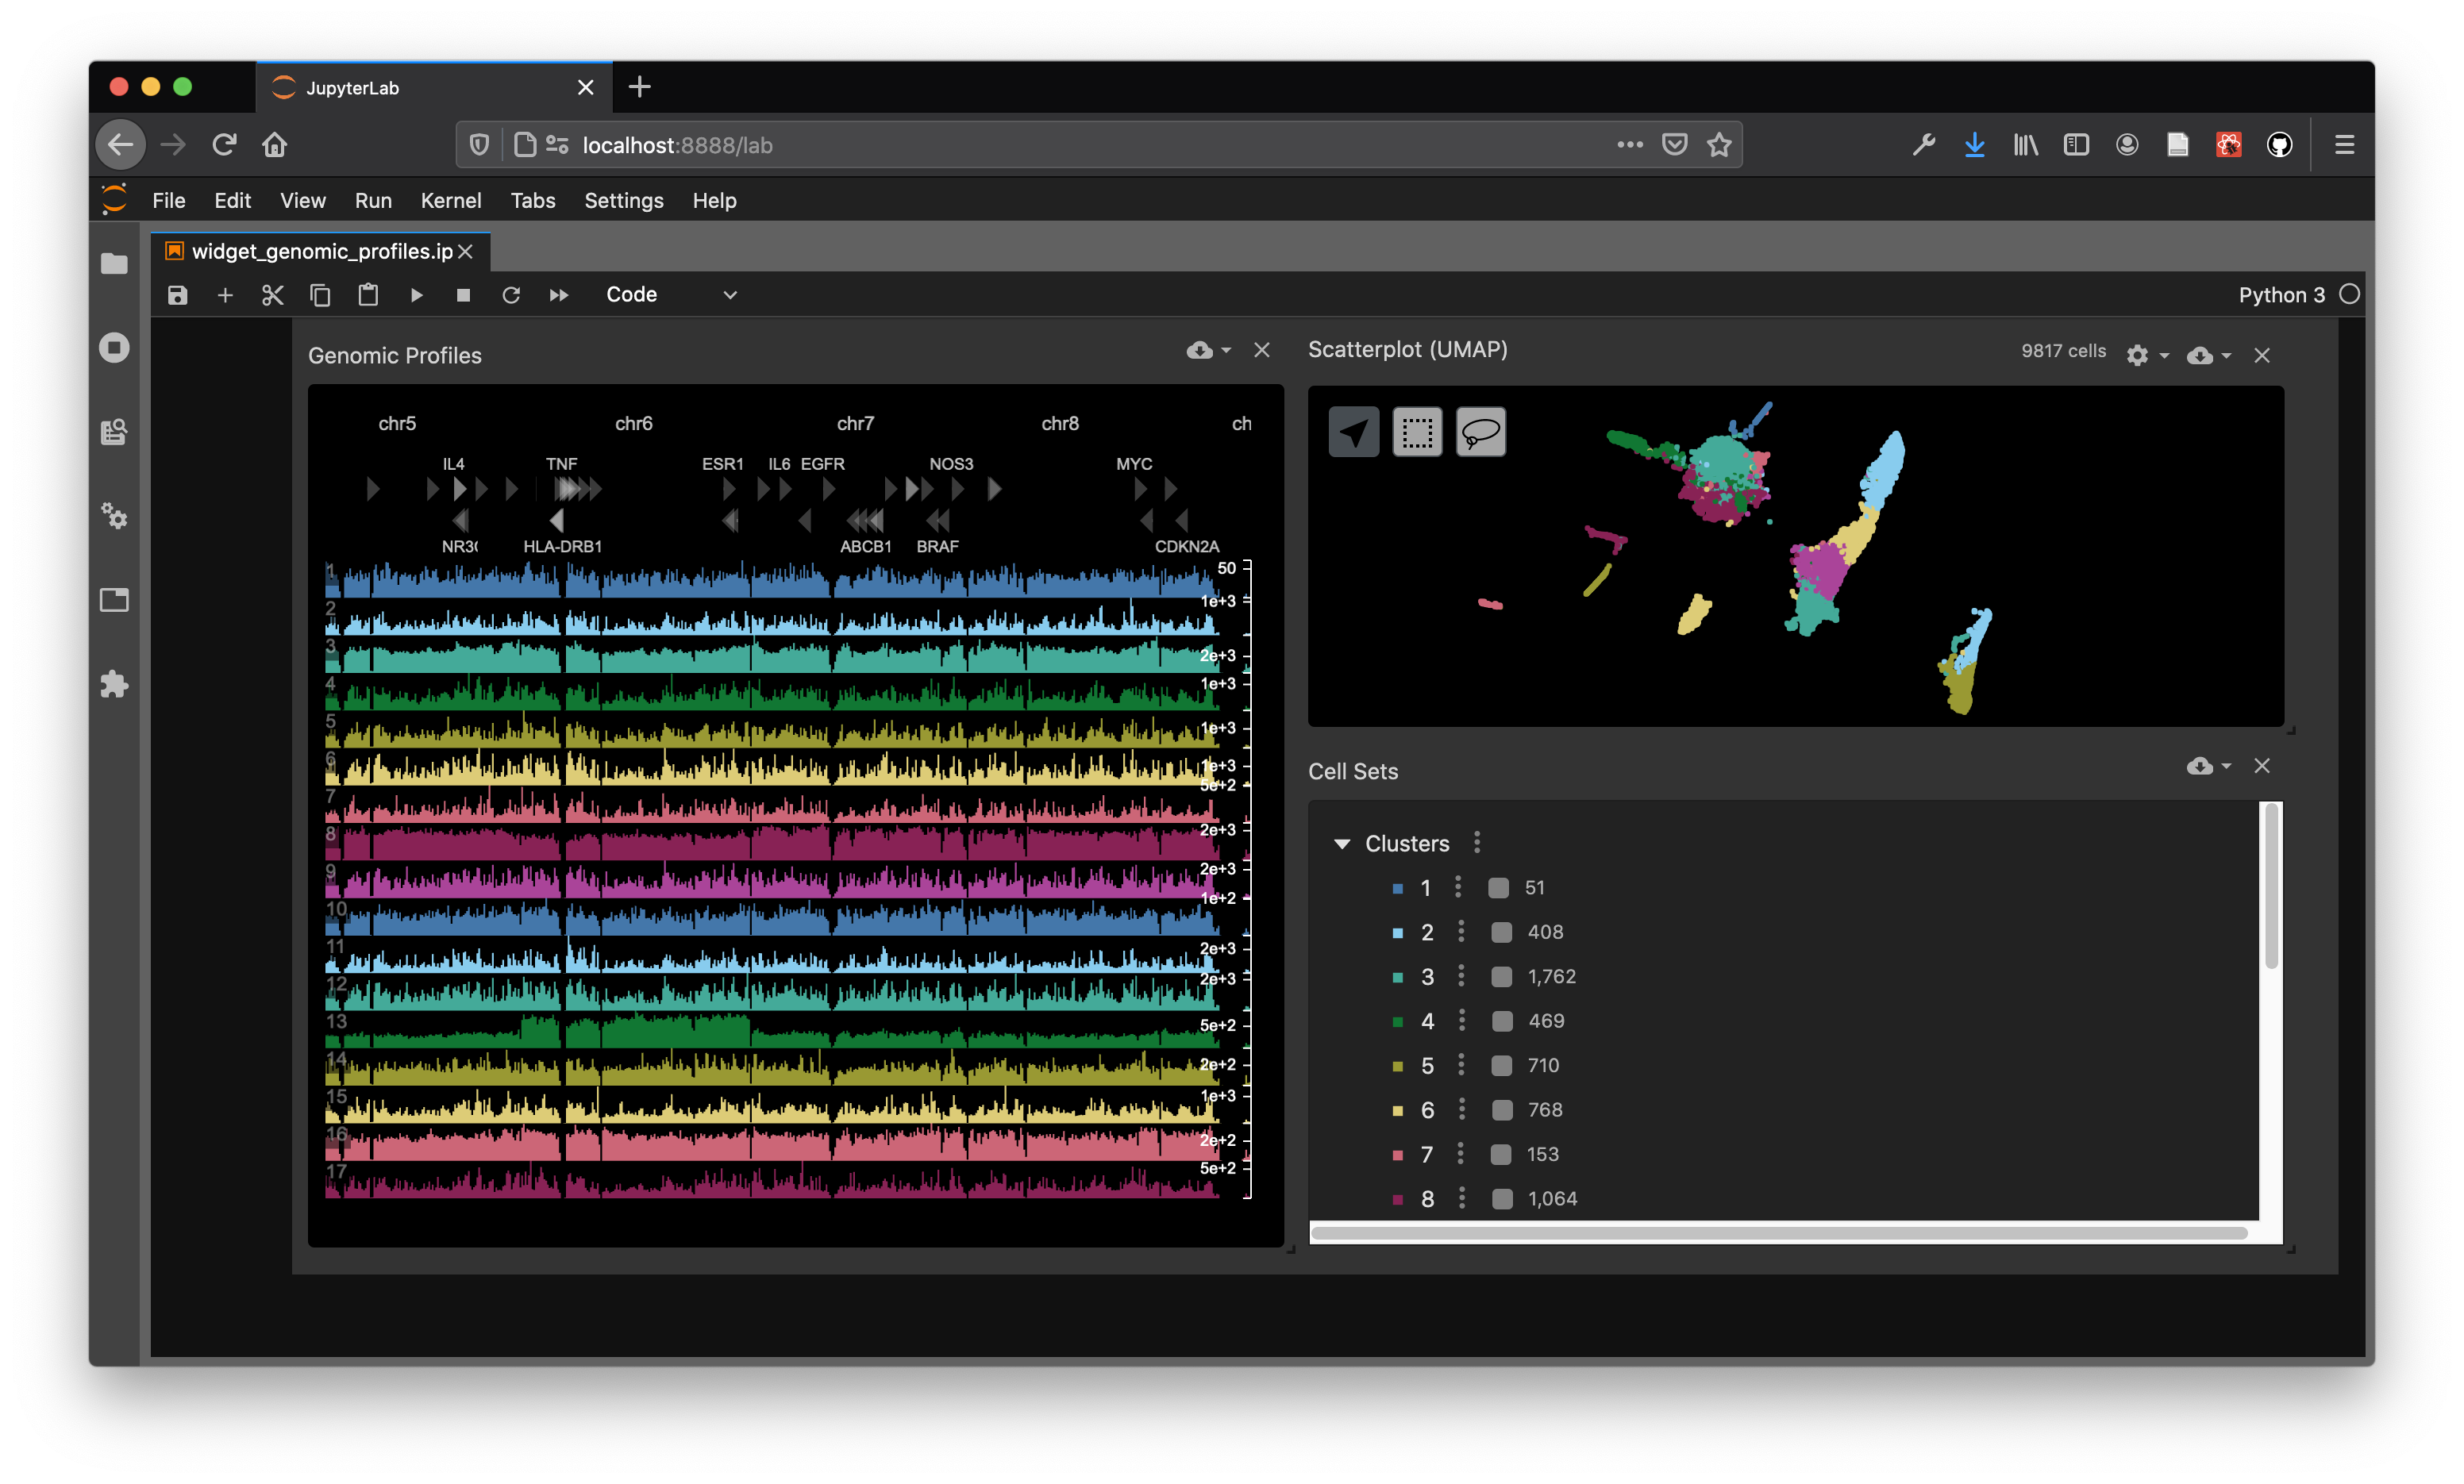 JupyterLab
localhost:8888/lab
File Edit View Run Kernel Tabs Settings Help
widget_genomic_profiles.ip
Code
Python 3
Genomic Profiles
chr5 chr6 chr7 chr8 ch
IL4 TNF ESR1 IL6 EGFR NOS3 MYC
NR3C HLA-DRB1 ABCB1 BRAF CDKN2A
1 50
2 1e+3
3 2e+3
4 1e+3
5 1e+3
6 1e+3
5e+2
7
8 2e+3
9 2e+3
1e+2
10
11 2e+3
12 2e+3
13 5e+2
14 2e+2
15 1e+3
16 2e+2
17 5e+2
Scatterplot (UMAP)
9817 cells
Cell Sets
Clusters
1 51
2 408
3 1,762
4 469
5 710
6 768
7 153
8 1,064